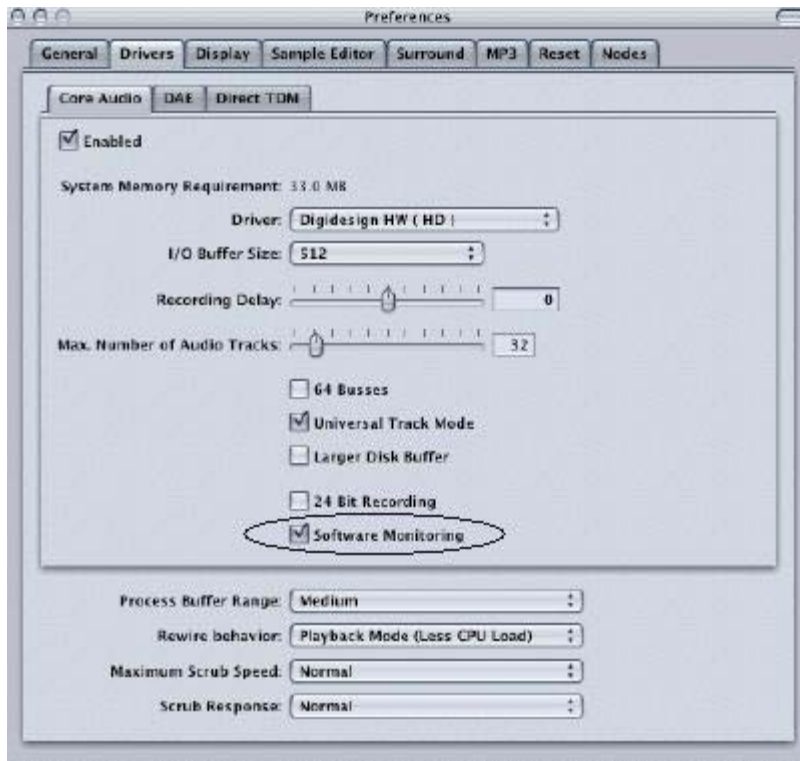 Preferences
General Drivers Display Sample Editor Surround MP3 Reset Nodes
Core Audio DAE Direct TDM
Enabled
System Memory Requirement: 33.0 MB
Driver: Digidesign HW ( HD )
I/O Buffer Size: 512
Recording Delay: 0
Max. Number of Audio Tracks: 32
64 Busses
Universal Track Mode
Larger Disk Buffer
24 Bit Recording
Software Monitoring
Process Buffer Range: Medium
Rewire behavior: Playback Mode (Less CPU Load)
Maximum Scrub Speed: Normal
Scrub Response: Normal